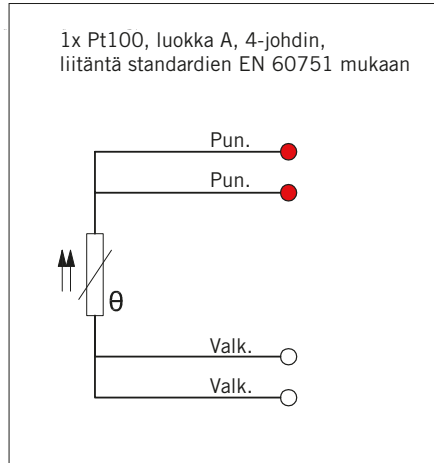 1x Pt100, luokka A, 4-johdin,
liitäntä standardien EN 60751 mukaan
Pun.
Pun.
θ
Valk.
Valk.